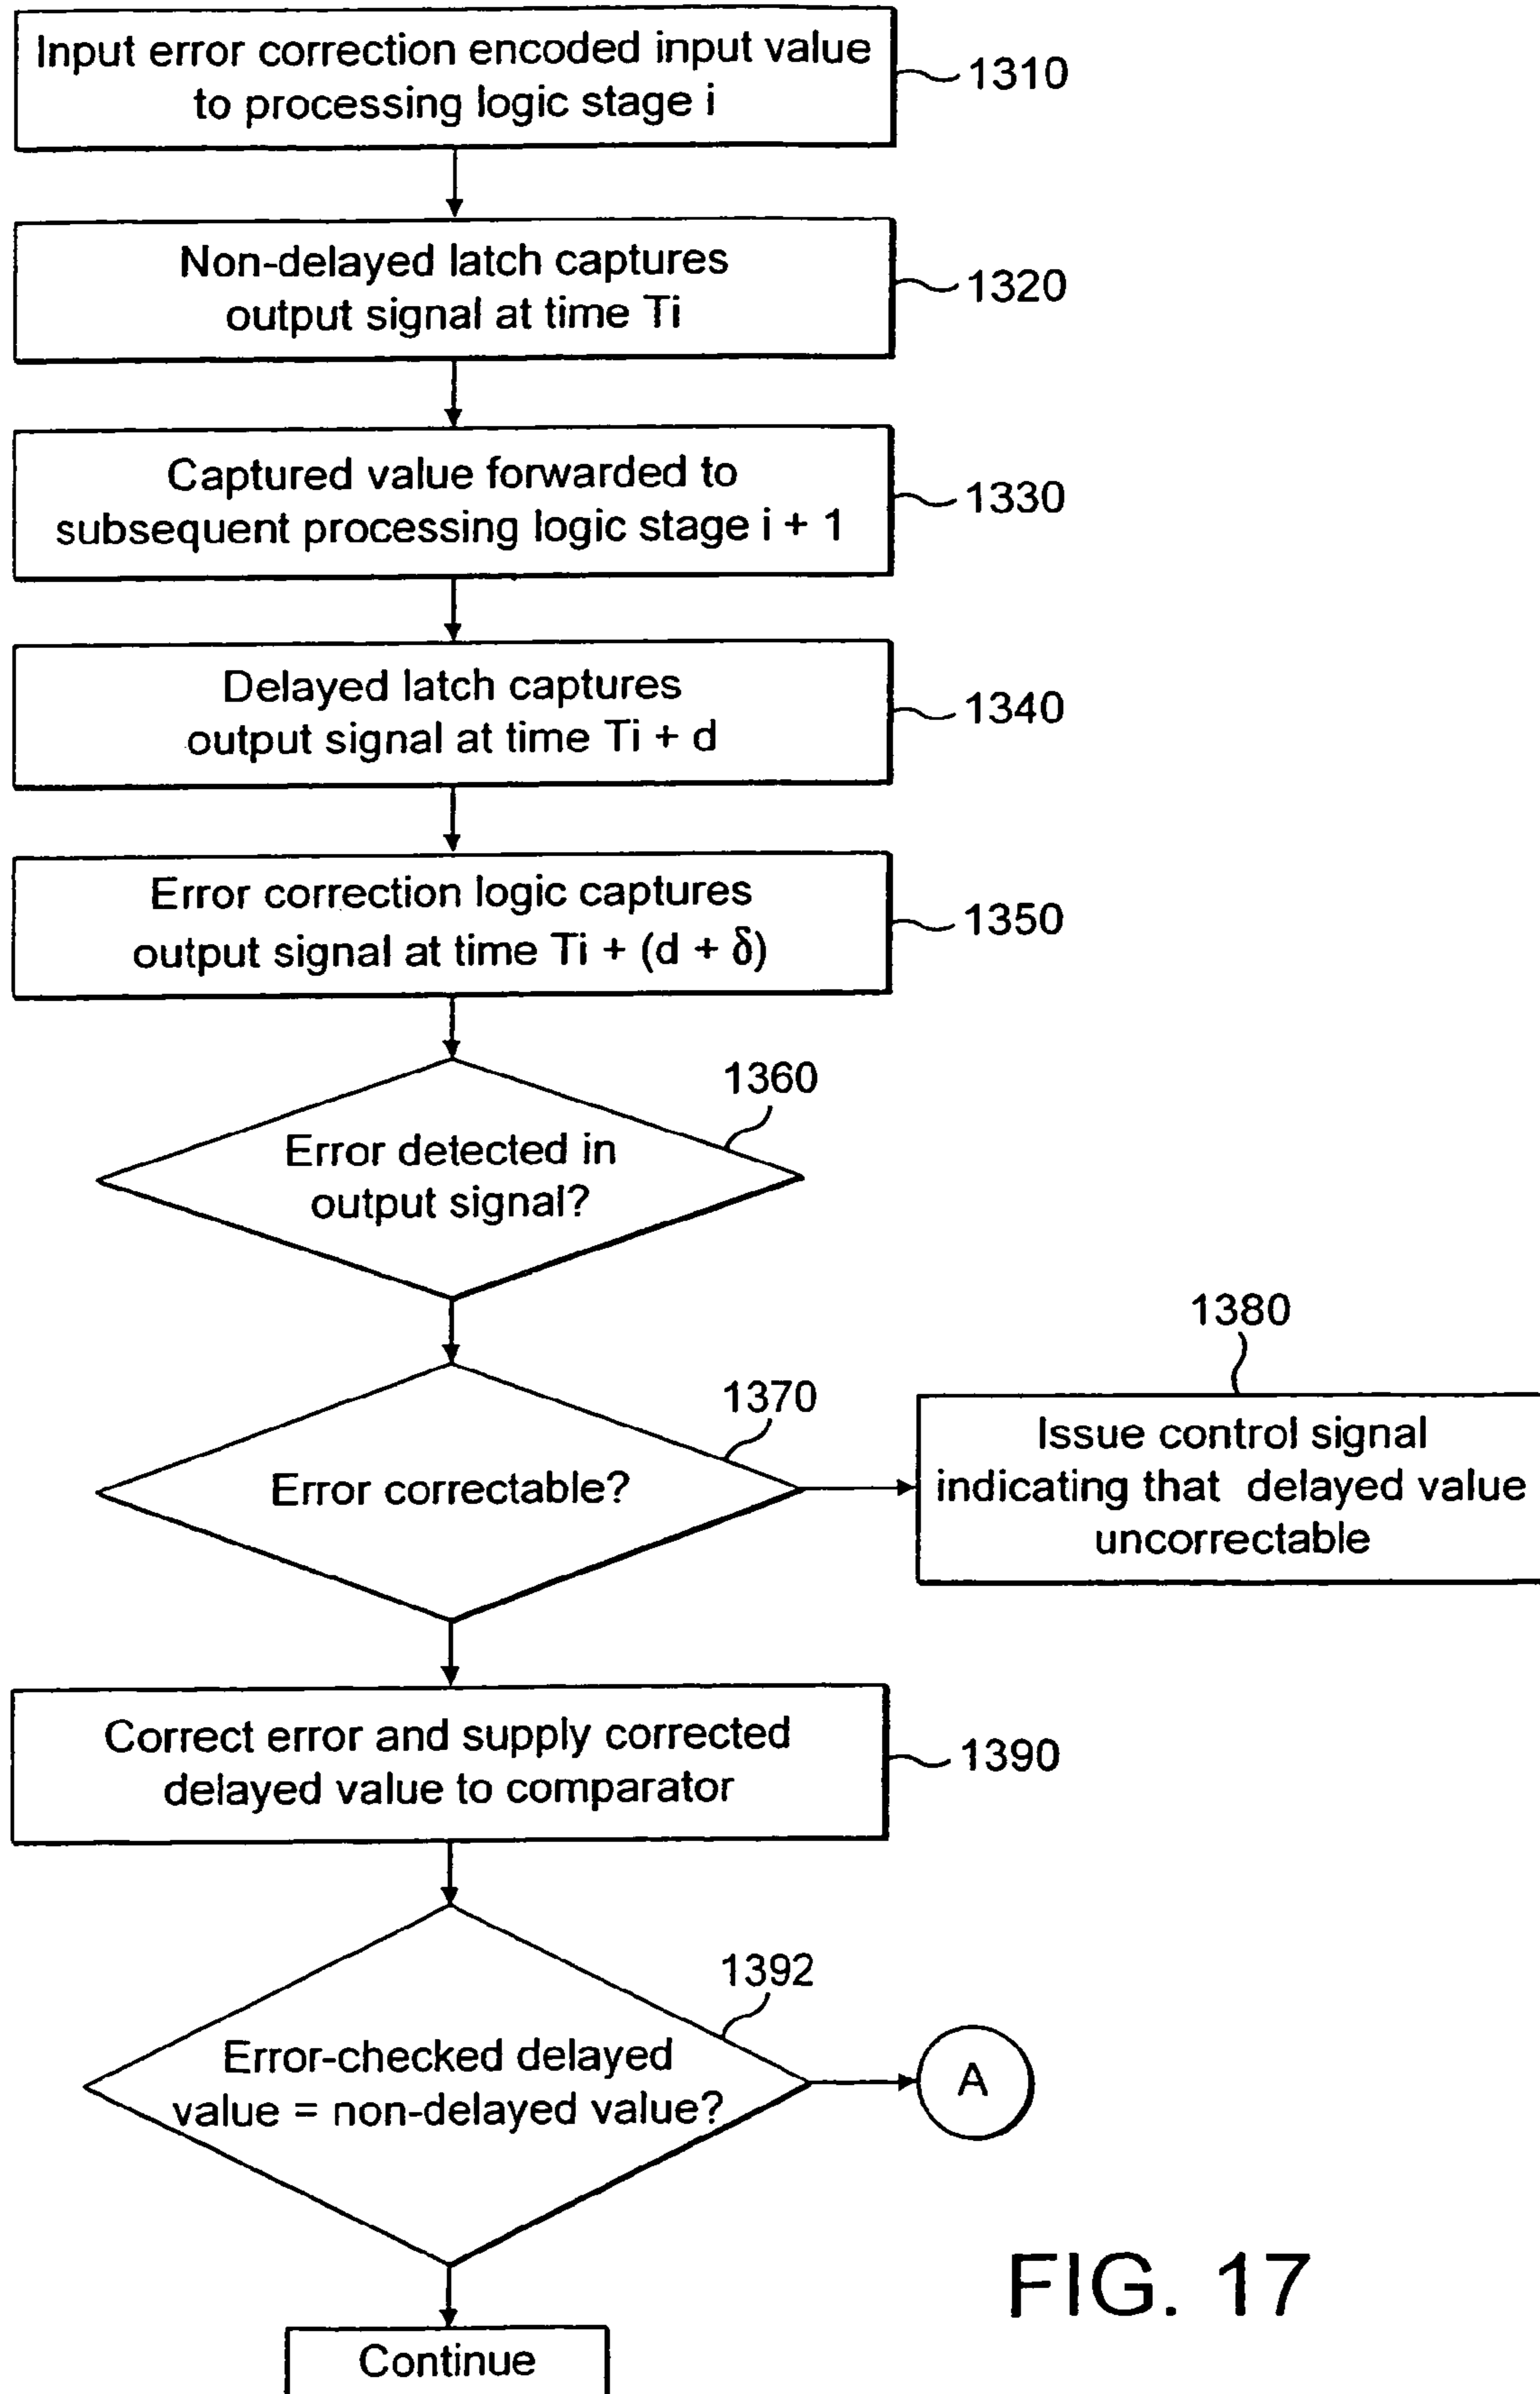 Input error correction encoded input value
to processing logic stage i
1310
Non-delayed latch captures
output signal at time Ti
1320
Captured value forwarded to
subsequent processing logic stage i + 1
1330
Delayed latch captures
output signal at time Ti + d
1340
Error correction logic captures
output signal at time Ti + (d + δ)
1350
1360
Error detected in
output signal?
1370
Error correctable?
1380
Issue control signal
indicating that delayed value
uncorrectable
Correct error and supply corrected
delayed value to comparator
1390
1392
Error-checked delayed
value = non-delayed value?
A
Continue
FIG. 17